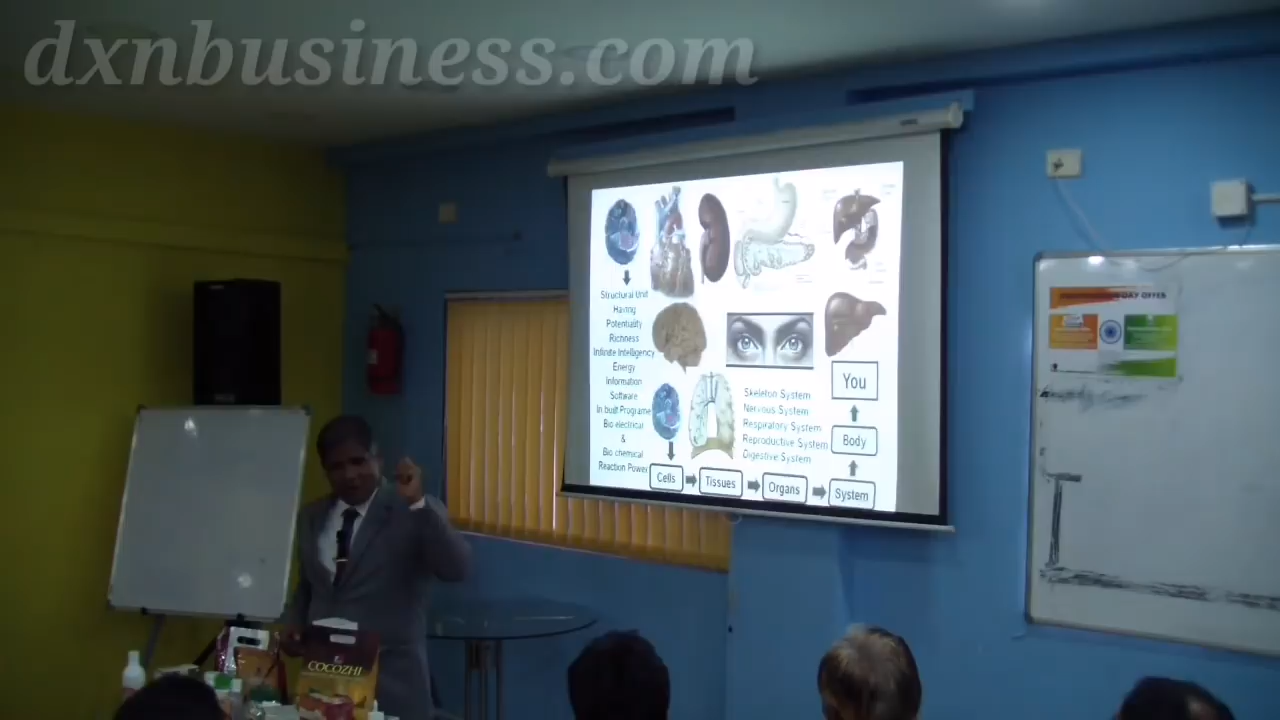 dxnbusiness.com
Structural Unit
Having
Potentiality
Richness
Infinite Intelligency
Energy
Information
Software
In built Programe
Bio electrical
&
Bio chemical
Reaction Power
Skeleton System
Nervous System
Respiratory System
Reproductive System
Digestive System
You
Body
Cells
Tissues
Organs
System
DAY OFFER
COCOZHI